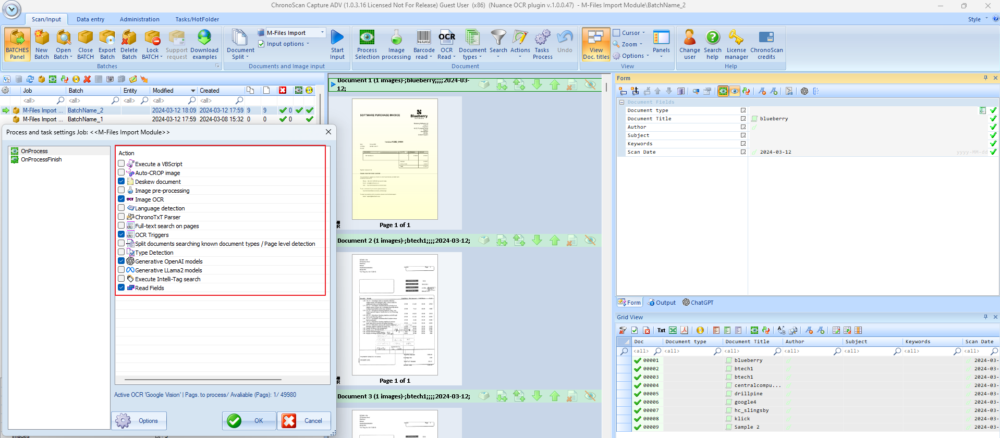 ChronoScan Capture ADV (1.0.3.16 Licensed Not For Release) Guest User (x86) (Nuance OCR plugin v.1.0.0.47) - M-Files Import Module\BatchName_2
Scan/Input Data entry Administration Tasks/HotFolder Style
BATCHES Panel
New Batch
Open Batch
Close BATCH
Export Batch
Delete Batch
Lock BATCH
Support request
Download examples
Batches
Document Split
M-Files Import
Input options
Start Input
Documents and Image input
Process Selection
Image processing
Barcode read
OCR
OCR Read
Document types
Search
Actions
Tasks Process
Undo
Document
View Doc. titles
Cursor
Zoom
Options
Panels
View
Change user
Search help
License manager
ChronoScan credits
Help
Job Batch Entity Modified Created
<all> <all> <all> <all> <all>
M-Files Import ... BatchName_2 2024-03-12 18:09 2024-03-12 17:59 9 9 0
M-Files Import ... BatchName_1 2024-03-12 17:59 2024-03-08 15:32 0 0 0
Process and task settings Job: <<M-Files Import Module>>
OnProcess
OnProcessFinish
Action
Execute a VBScript
Auto-CROP image
Deskew document
Image pre-processing
OCR Image OCR
Language detection
ChronoTxT Parser
Full-text search on pages
OCR Triggers
Split documents searching known document types / Page level detection
Type Detection
Generative OpenAI models
Generative LLama2 models
Execute Intelli-Tag search
Read Fields
Active OCR 'Google Vision' | Pags. to process/ Avaliable (Pags): 1/ 49980
Options OK Cancel
images
Document 1 (1 images)-;blueberry;;;;2024-03-
12;
SOFTWARE PURCHASE INVOICE
Blueberry
Page 1 of 1
Document 2 (1 images)-;btech1;;;;2024-03-12;
Page 1 of 1
Document 3 (1 images)-;btech1;;;;2024-03-12;
Form
Document Fields
Document type
Document Title blueberry
Author
Subject
Keywords
Scan Date 2024-03-12 yyyy-MM-dd
Form Output ChatGPT
Grid View
Txt
Doc Document type Document Title Author Subject Keywords Scan Date
<all> <all> <all> <all> <all> <all> <all>
00001 blueberry 2024-03-
00002 btech1 2024-03-
00003 btech1 2024-03-
00004 centralcompu... 2024-03-
00005 drillpine 2024-03-
00006 google4 2024-03-
00007 hc_slingsby 2024-03-
00008 klick 2024-03-
00009 Sample 2 2024-03-